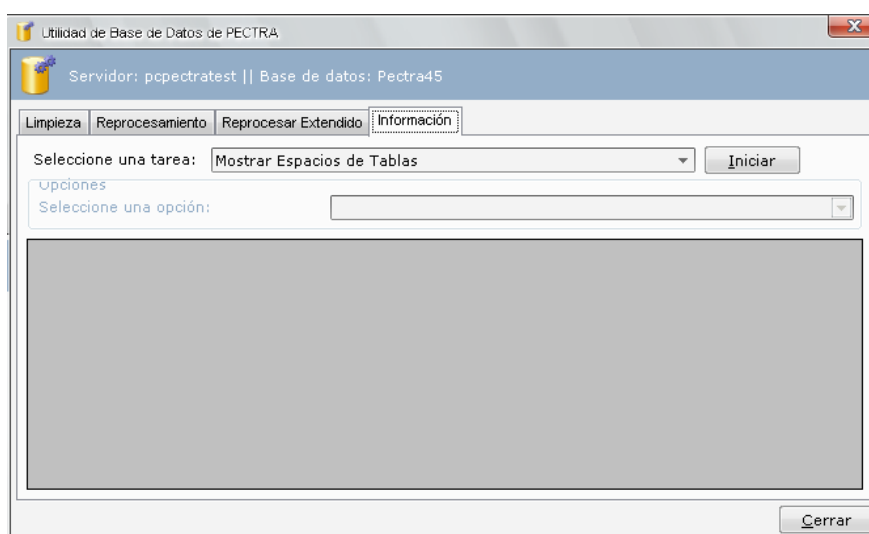 Utilidad de Base de Datos de PECTRA
Servidor: pcpectratest || Base de datos: Pectra45
Limpieza Reprocesamiento Reprocesar Extendido Información
Seleccione una tarea: Mostrar Espacios de Tablas Iniciar
Opciones
Seleccione una opción:
Cerrar